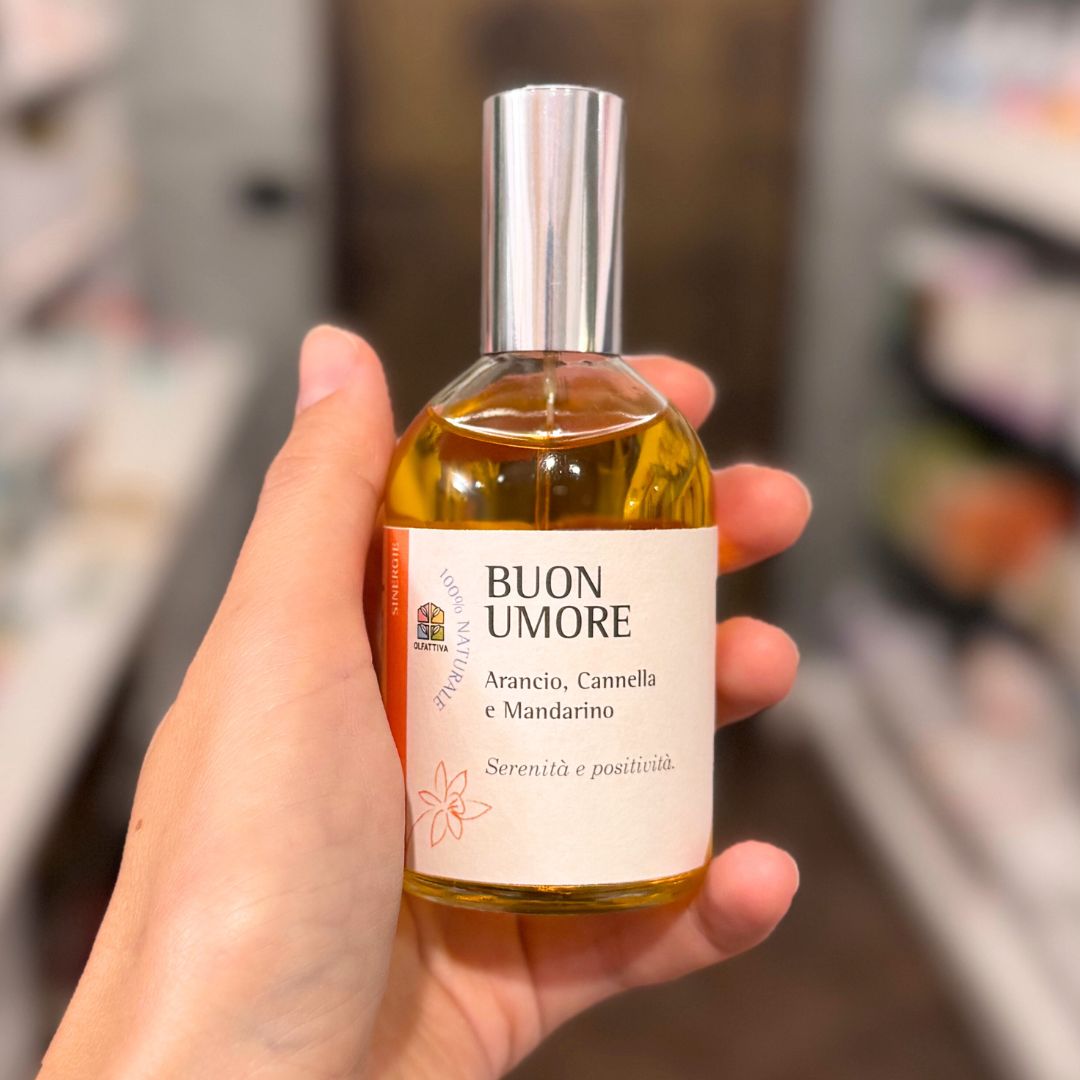 SINERGIE
100% NATURALE
OLFATTIVA
BUON
UMORE
Arancio, Cannella
e Mandarino
Serenità e positività.